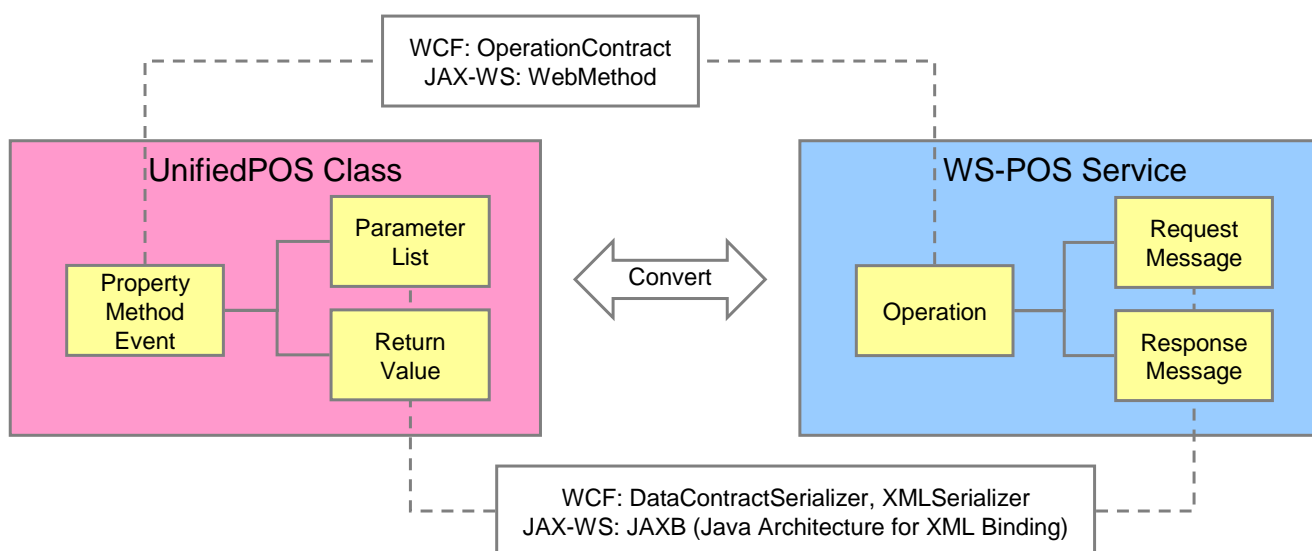 WCF: OperationContract
JAX-WS: WebMethod
UnifiedPOS Class
Parameter
List
Property
Method
Event
Return
Value
Convert
WS-POS Service
Request
Message
Operation
Response
Message
WCF: DataContractSerializer, XMLSerializer
JAX-WS: JAXB (Java Architecture for XML Binding)